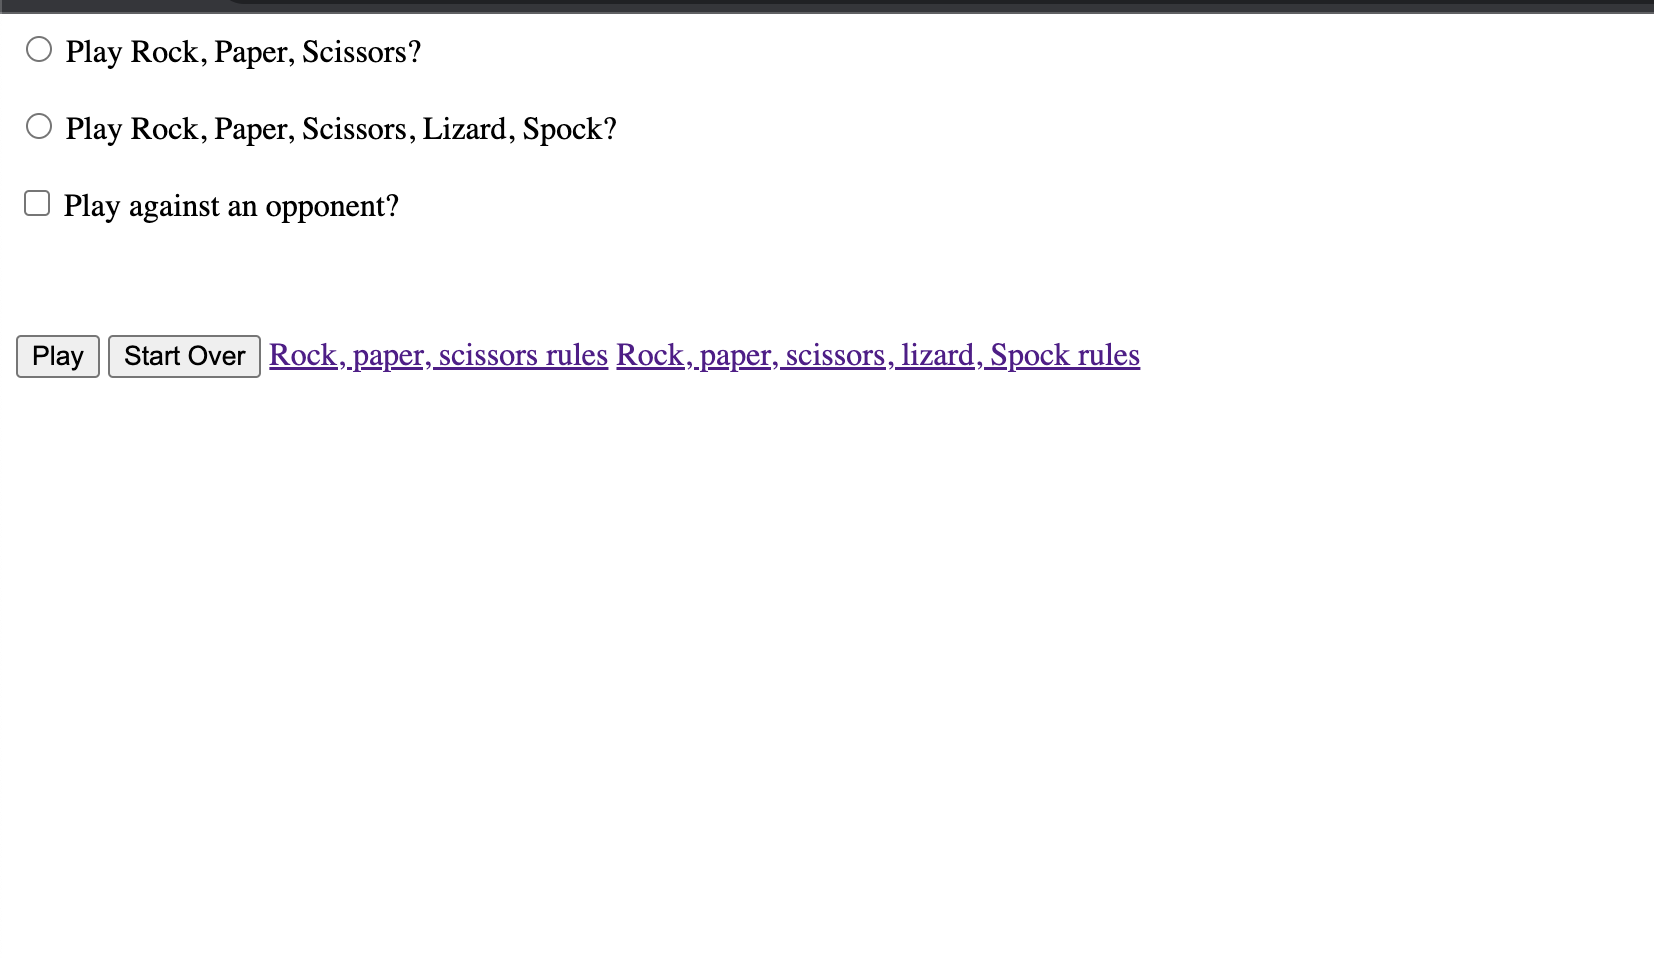 Play Rock, Paper, Scissors?
Play Rock, Paper, Scissors, Lizard, Spock?
Play against an opponent?
Play Start Over Rock, paper, scissors rules Rock, paper, scissors, lizard, Spock rules